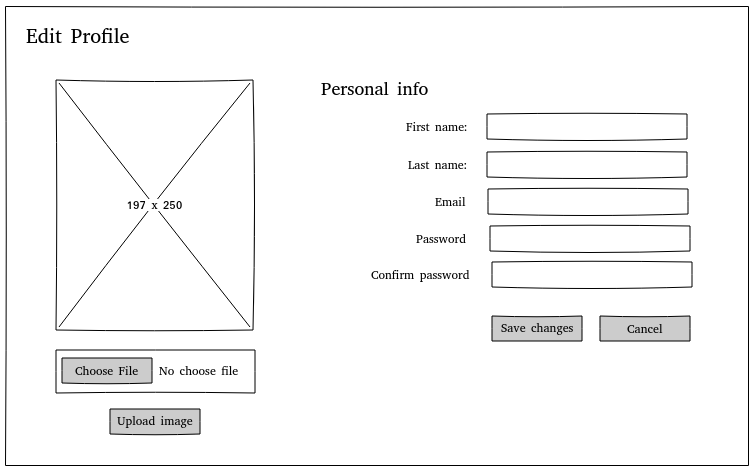 Edit Profile
197 x 250
Choose File No choose file
Upload image
Personal info
First name:
Last name:
Email
Password
Confirm password
Save changes Cancel